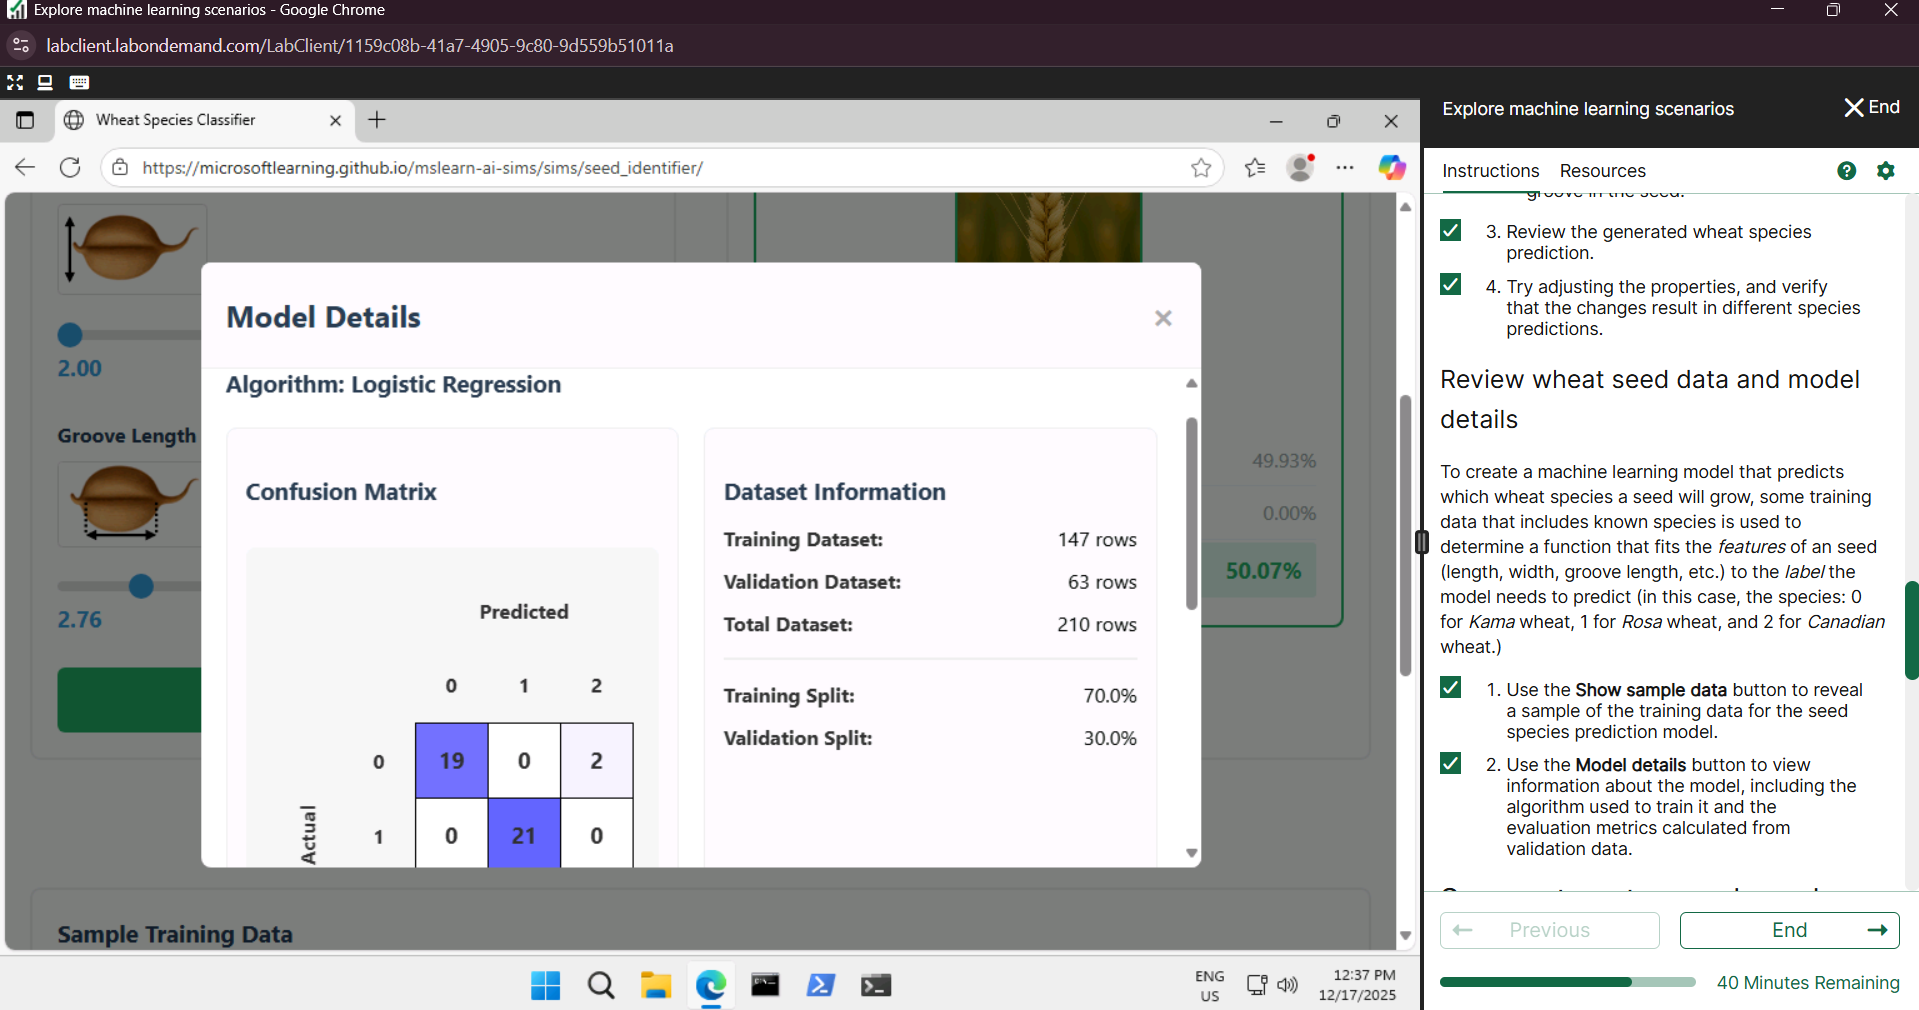 Explore machine learning scenarios - Google Chrome
labclient.labondemand.com/LabClient/1159c08b-41a7-4905-9c80-9d559b51011a
Wheat Species Classifier
https://microsoftlearning.github.io/mslearn-ai-sims/sims/seed_identifier/
2.00
Groove Length
2.76
Model Details
Algorithm: Logistic Regression
Confusion Matrix
Predicted
0 1 2
0 19 0 2
Actual
1 0 21 0
Dataset Information
Training Dataset: 147 rows
Validation Dataset: 63 rows
Total Dataset: 210 rows
Training Split: 70.0%
Validation Split: 30.0%
49.93%
0.00%
50.07%
Sample Training Data
ENG
US
12:37 PM
12/17/2025
Explore machine learning scenarios
End
Instructions Resources
groove in the seed.
3. Review the generated wheat species
prediction.
4. Try adjusting the properties, and verify
that the changes result in different species
predictions.
Review wheat seed data and model
details
To create a machine learning model that predicts
which wheat species a seed will grow, some training
data that includes known species is used to
determine a function that fits the features of an seed
(length, width, groove length, etc.) to the label the
model needs to predict (in this case, the species: 0
for Kama wheat, 1 for Rosa wheat, and 2 for Canadian
wheat.)
1. Use the Show sample data button to reveal
a sample of the training data for the seed
species prediction model.
2. Use the Model details button to view
information about the model, including the
algorithm used to train it and the
evaluation metrics calculated from
validation data.
Previous
End
40 Minutes Remaining